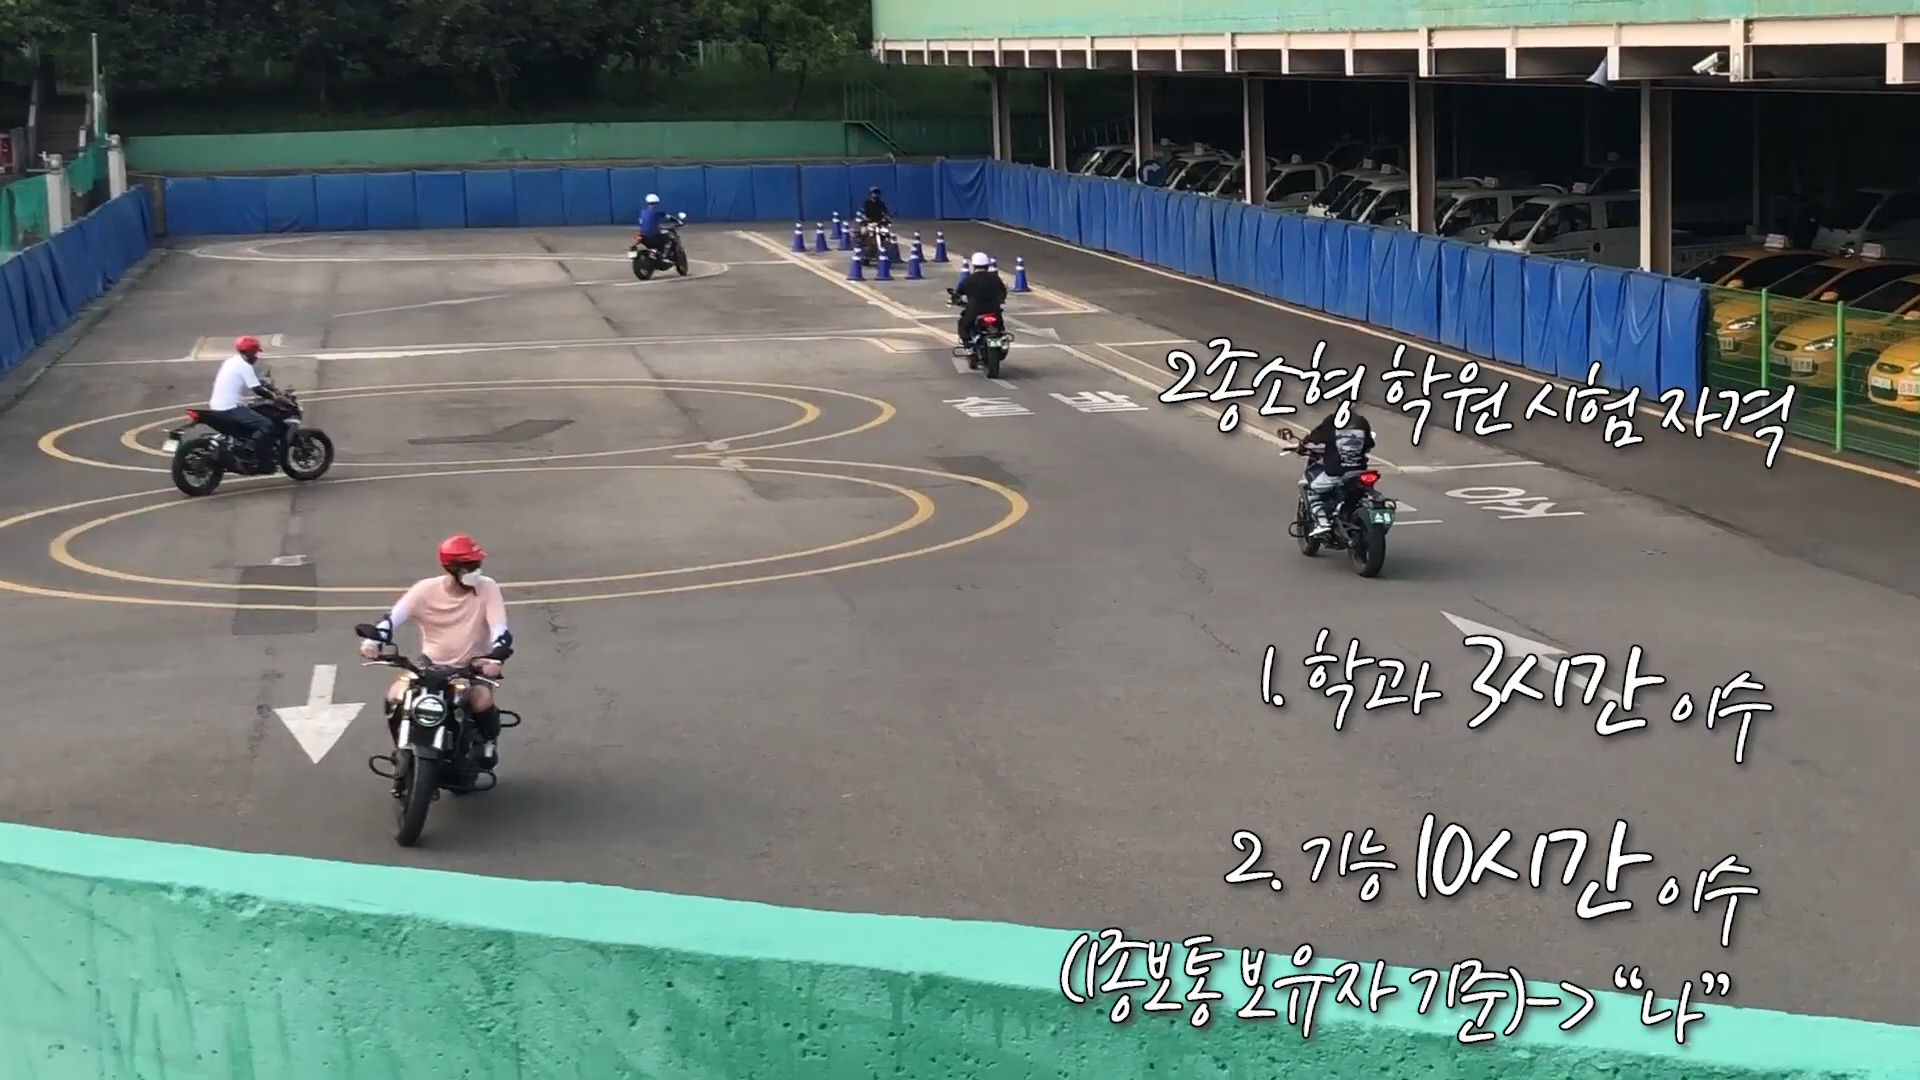 2종소형 학원 시험 자격
1. 학과 3시간 이수
2. 기능 10시간 이수
(1종보통 보유자 기준)-> “나”